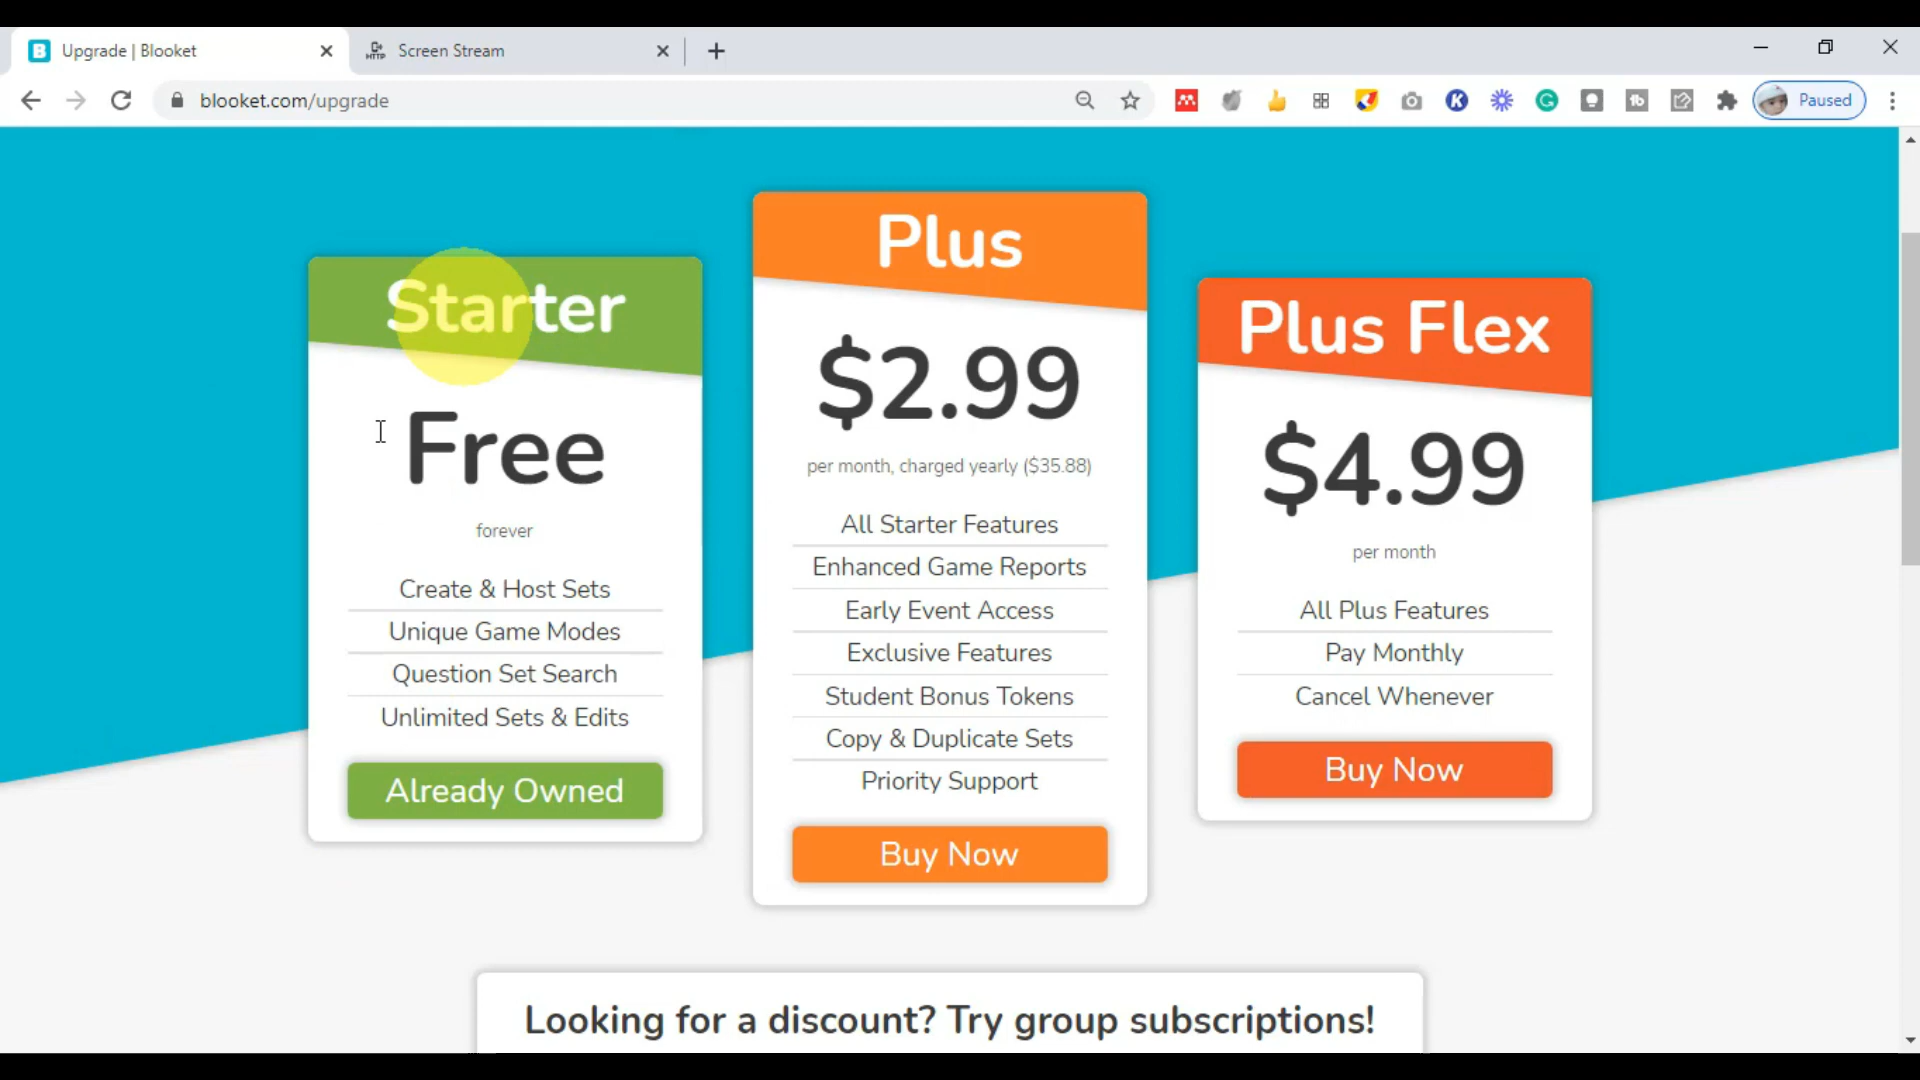 Upgrade | Blooket
Screen Stream
blooket.com/upgrade
Paused
Starter
Free
forever
Create & Host Sets
Unique Game Modes
Question Set Search
Unlimited Sets & Edits
Already Owned
Plus
$2.99
per month, charged yearly ($35.88)
All Starter Features
Enhanced Game Reports
Early Event Access
Exclusive Features
Student Bonus Tokens
Copy & Duplicate Sets
Priority Support
Buy Now
Plus Flex
$4.99
per month
All Plus Features
Pay Monthly
Cancel Whenever
Buy Now
Looking for a discount? Try group subscriptions!